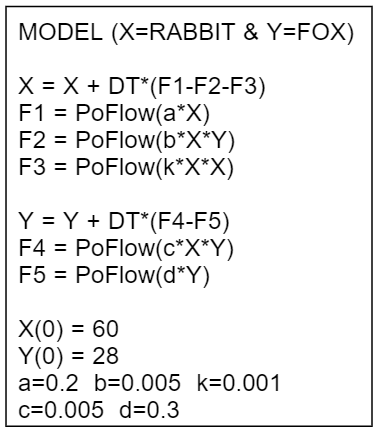 MODEL (X=RABBIT & Y=FOX)
X = X + DT*(F1-F2-F3)
F1 = PoFlow(a*X)
F2 = PoFlow(b*X*Y)
F3 = PoFlow(k*X*X)
Y = Y + DT*(F4-F5)
F4 = PoFlow(c*X*Y)
F5 = PoFlow(d*Y)
X(0) = 60
Y(0) = 28
a=0.2 b=0.005 k=0.001
c=0.005 d=0.3